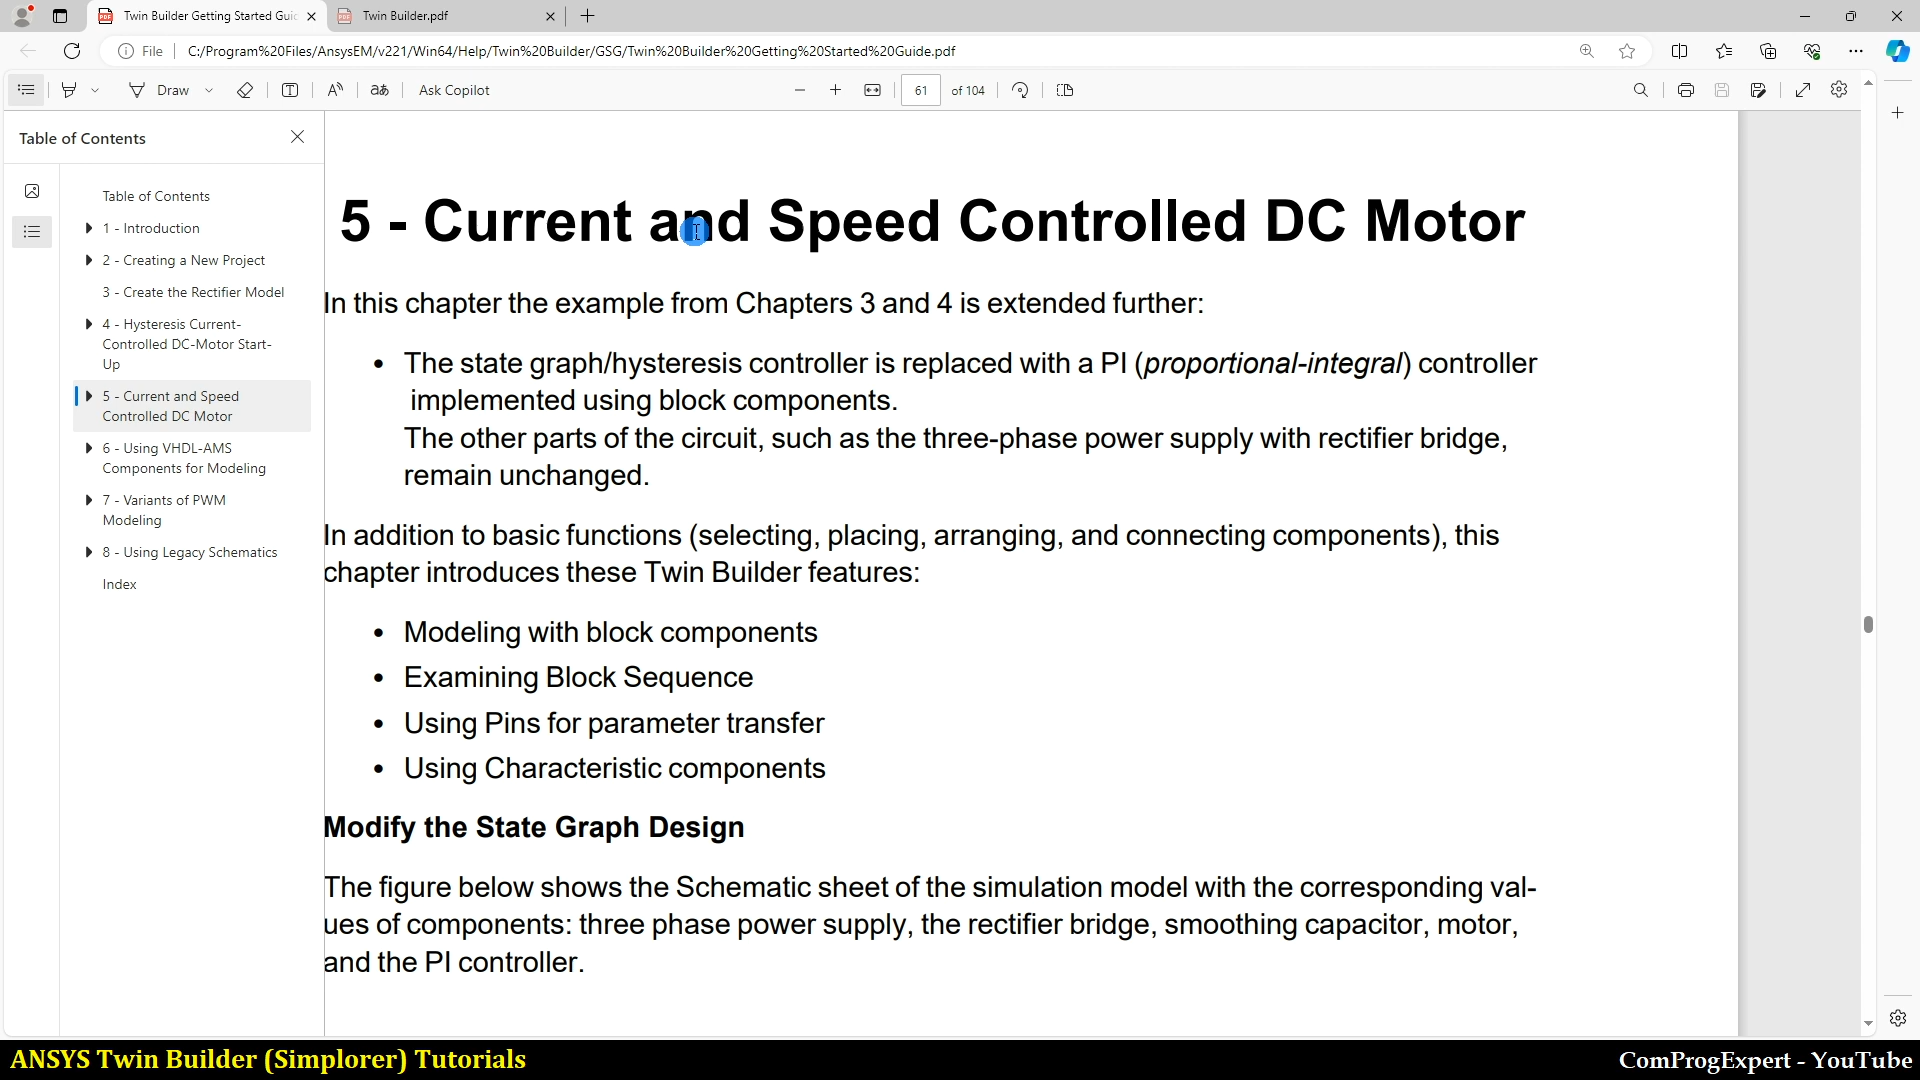 Twin Builder Getting Started Guid
Twin Builder.pdf
File
C:/Program%20Files/AnsysEM/v221/Win64/Help/Twin%20Builder/GSG/Twin%20Builder%20Getting%20Started%20Guide.pdf
Draw
aあ
Ask Copilot
61
of 104
Table of Contents
Table of Contents
1 - Introduction
2 - Creating a New Project
3 - Create the Rectifier Model
4 - Hysteresis Current-
Controlled DC-Motor Start-
Up
5 - Current and Speed
Controlled DC Motor
6 - Using VHDL-AMS
Components for Modeling
7 - Variants of PWM
Modeling
8 - Using Legacy Schematics
Index
5 - Current and Speed Controlled DC Motor
In this chapter the example from Chapters 3 and 4 is extended further:
• The state graph/hysteresis controller is replaced with a PI (proportional-integral) controller
implemented using block components.
The other parts of the circuit, such as the three-phase power supply with rectifier bridge,
remain unchanged.
In addition to basic functions (selecting, placing, arranging, and connecting components), this
chapter introduces these Twin Builder features:
• Modeling with block components
• Examining Block Sequence
• Using Pins for parameter transfer
• Using Characteristic components
Modify the State Graph Design
The figure below shows the Schematic sheet of the simulation model with the corresponding val-
ues of components: three phase power supply, the rectifier bridge, smoothing capacitor, motor,
and the PI controller.
ANSYS Twin Builder (Simplorer) Tutorials
ComProgExpert - YouTube